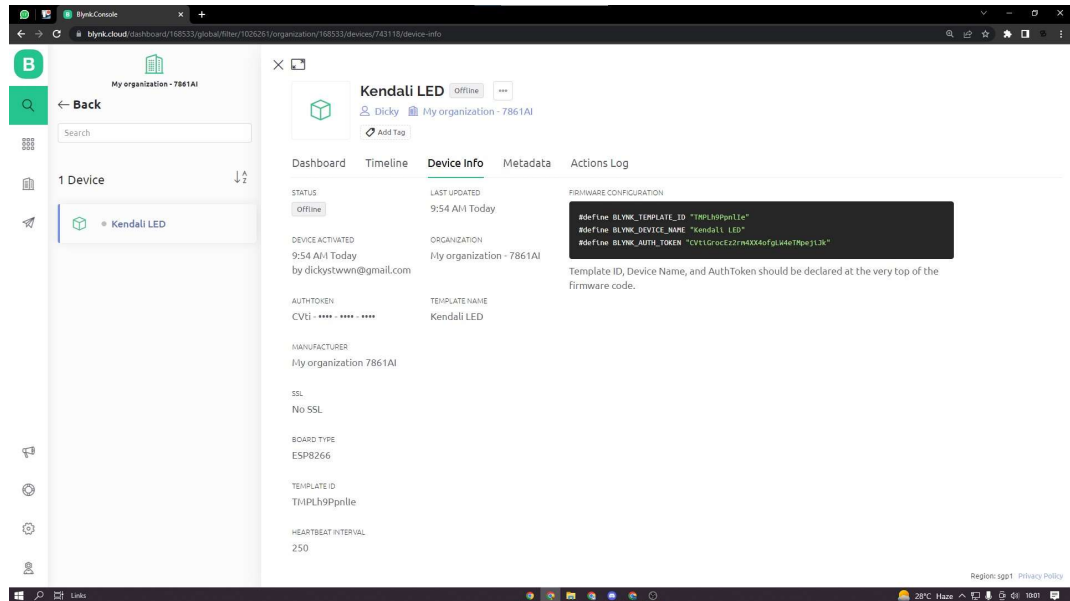 Blynk.Console
blynk.cloud/dashboard/168533/global/filter/1026261/organization/168533/devices/743118/device-info
B
My organization - 7861AI
Back
Search
1 Device
Kendali LED
Kendali LED Offline
Dicky My organization - 7861AI
Add Tag
Dashboard Timeline Device Info Metadata Actions Log
STATUS
Offline
LAST UPDATED
9:54 AM Today
DEVICE ACTIVATED
9:54 AM Today
by dickystwwn@gmail.com
ORGANIZATION
My organization - 7861AI
AUTHTOKEN
CVti - •••• - •••• - ••••
TEMPLATE NAME
Kendali LED
MANUFACTURER
My organization 7861AI
SSL
No SSL
BOARD TYPE
ESP8266
TEMPLATE ID
TMPLh9PpnlIe
HEARTBEAT INTERVAL
250
FIRMWARE CONFIGURATION
#define BLYNK_TEMPLATE_ID "TMPLh9PpnlIe"
#define BLYNK_DEVICE_NAME "Kendali LED"
#define BLYNK_AUTH_TOKEN "CVtiGrocEz2rm4XX4ofgLW4eTMpejiJk"
Template ID, Device Name, and AuthToken should be declared at the very top of the
firmware code.
Region: sgp1 Privacy Policy
Links
28°C Haze 10:01